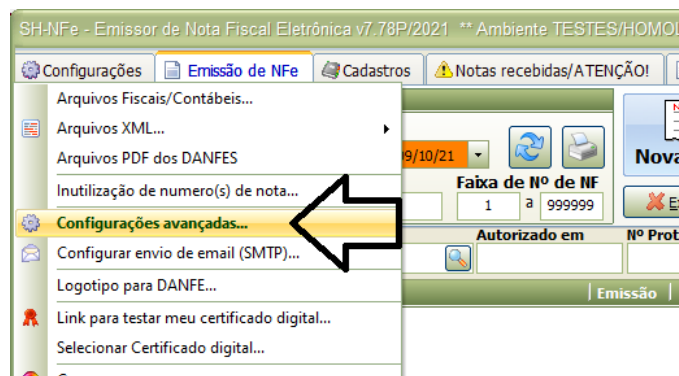 SH-NFe - Emissor de Nota Fiscal Eletrônica v7.78P/2021 ** Ambiente TESTES/HOMOL
Configurações Emissão de NFe Cadastros Notas recebidas/ATENÇÃO!
Arquivos Fiscais/Contábeis...
Arquivos XML...
Arquivos PDF dos DANFES
9/10/21
Nova
Inutilização de numero(s) de nota...
Faixa de Nº de NF
1 a 999999
Configurações avançadas...
Autorizado em Nº Prot
Configurar envio de email (SMTP)...
Logotipo para DANFE...
Emissão
Link para testar meu certificado digital...
Selecionar Certificado digital...